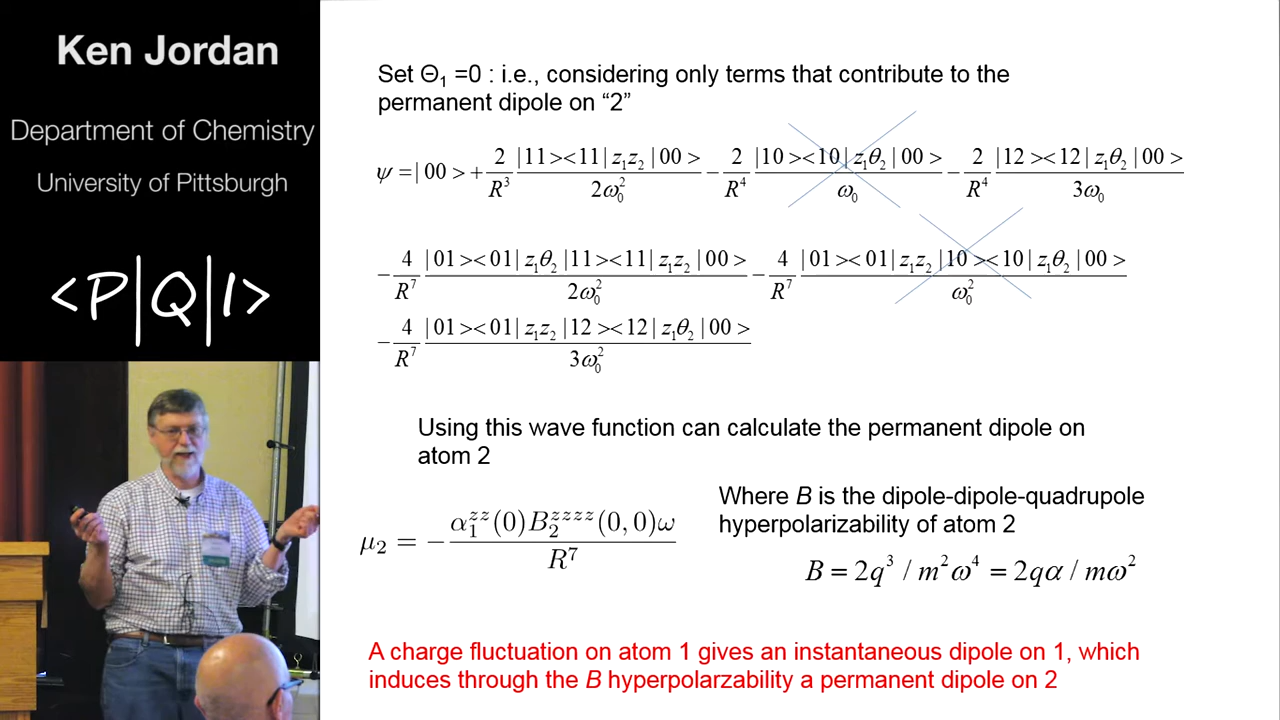 Ken Jordan
Department of Chemistry
University of Pittsburgh
<P|Q|1>
Set Θ₁ =0 : i.e., considering only terms that contribute to the
permanent dipole on “2”
ψ =| 00 > + 2/R³ |11><11| z₁z₂ | 00 > / 2ω₀² − 2/R⁴ |10><10| z₁θ₂ | 00 > / ω₀ − 2/R⁴ |12><12| z₁θ₂ | 00 > / 3ω₀
− 4/R⁷ | 01><01| z₁θ₂ |11><11| z₁z₂ | 00 > / 2ω₀² − 4/R⁷ | 01><01| z₁z₂ |10><10| z₁θ₂ | 00 > / ω₀²
− 4/R⁷ | 01><01| z₁z₂ |12><12| z₁θ₂ | 00 > / 3ω₀²
Using this wave function can calculate the permanent dipole on
atom 2
μ₂ = − α₁ᶻᶻ(0)B₂ᶻᶻᶻᶻ(0,0)ω / R⁷
Where B is the dipole-dipole-quadrupole
hyperpolarizability of atom 2
B = 2q³ / m²ω⁴ = 2qα / mω²
A charge fluctuation on atom 1 gives an instantaneous dipole on 1, which
induces through the B hyperpolarzability a permanent dipole on 2